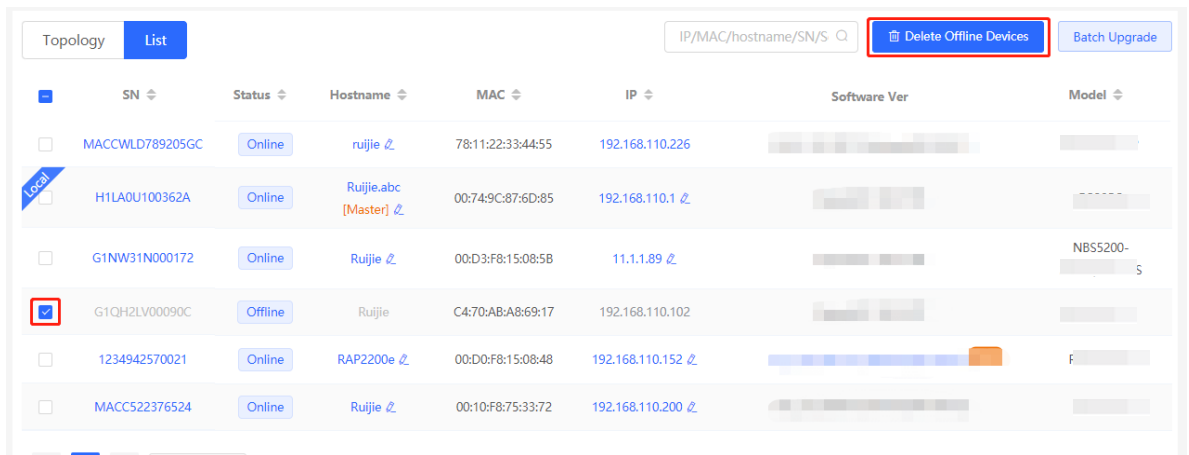 Topology List IP/MAC/hostname/SN/S Delete Offline Devices Batch Upgrade
SN Status Hostname MAC IP Software Ver Model
MACCWLD789205GC Online ruijie 78:11:22:33:44:55 192.168.110.226
Local H1LA0U100362A Online Ruijie.abc 00:74:9C:87:6D:85 192.168.110.1
[Master]
G1NW31N000172 Online Ruijie 00:D3:F8:15:08:5B 11.1.1.89 NBS5200-
S
G1QH2LV00090C Offline Ruijie C4:70:AB:A8:69:17 192.168.110.102
1234942570021 Online RAP2200e 00:D0:F8:15:08:48 192.168.110.152
MACC522376524 Online Ruijie 00:10:F8:75:33:72 192.168.110.200